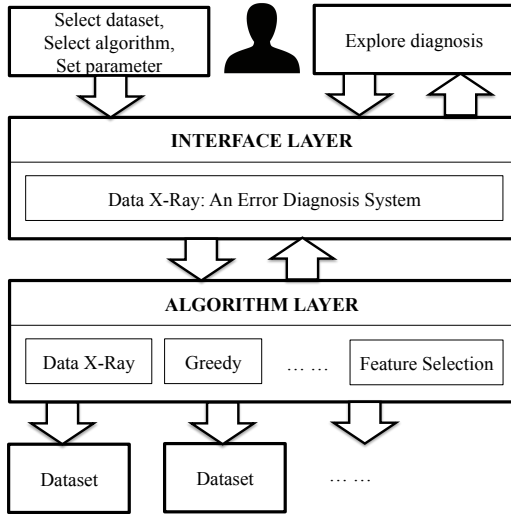 Select dataset,
Select algorithm,
Set parameter
Explore diagnosis
INTERFACE LAYER
Data X-Ray: An Error Diagnosis System
ALGORITHM LAYER
Data X-Ray
Greedy
... ...
Feature Selection
Dataset
Dataset
... ...